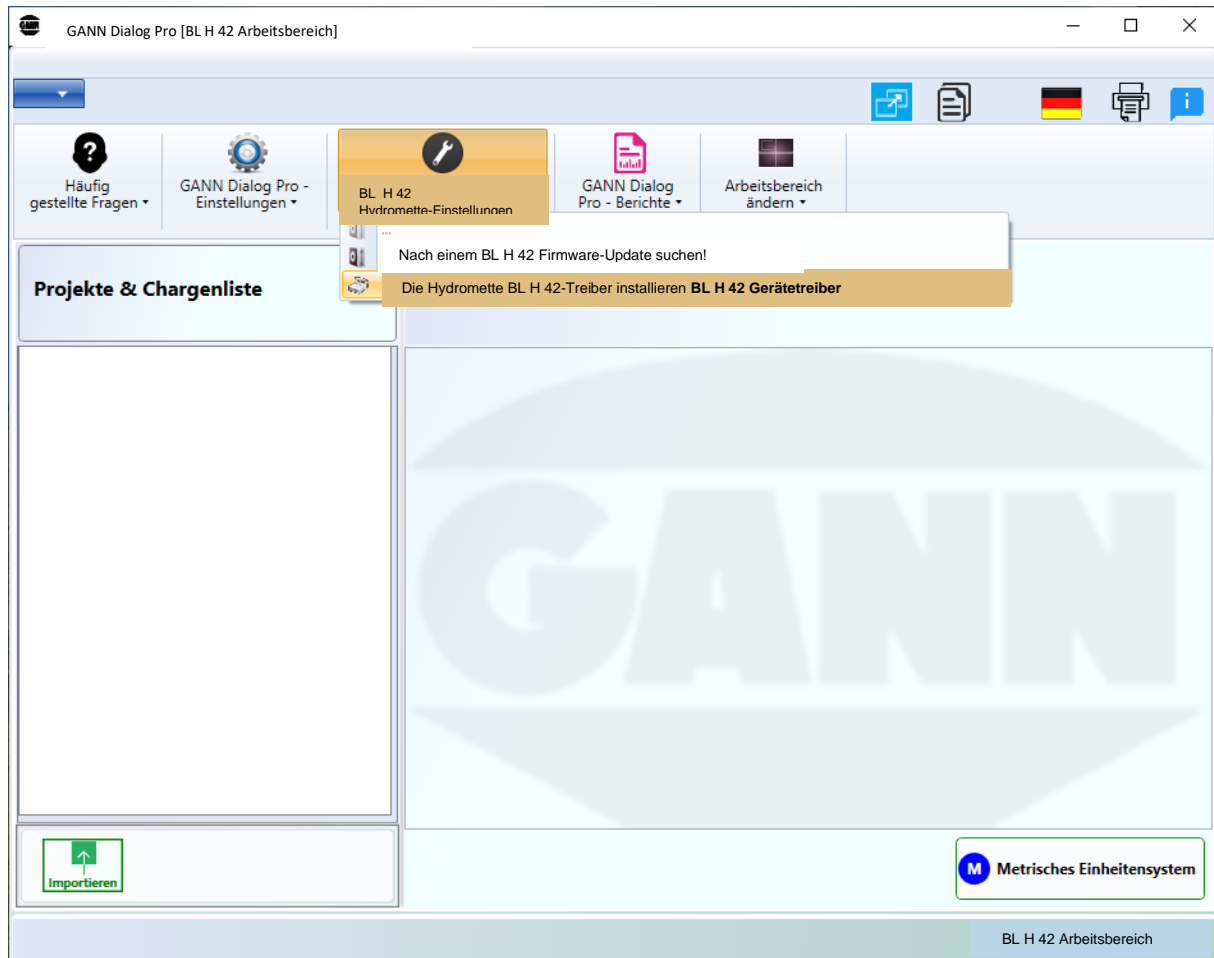 GANN Dialog Pro [BL H 42 Arbeitsbereich]
i
?
Häufig
gestellte Fragen
GANN Dialog Pro -
Einstellungen
BL H 42
Hydromette-Einstellungen
GANN Dialog
Pro - Berichte
Arbeitsbereich
ändern
...
Nach einem BL H 42 Firmware-Update suchen!
Die Hydromette BL H 42-Treiber installieren BL H 42 Gerätetreiber
Projekte & Chargenliste
GANN
Importieren
M Metrisches Einheitensystem
BL H 42 Arbeitsbereich